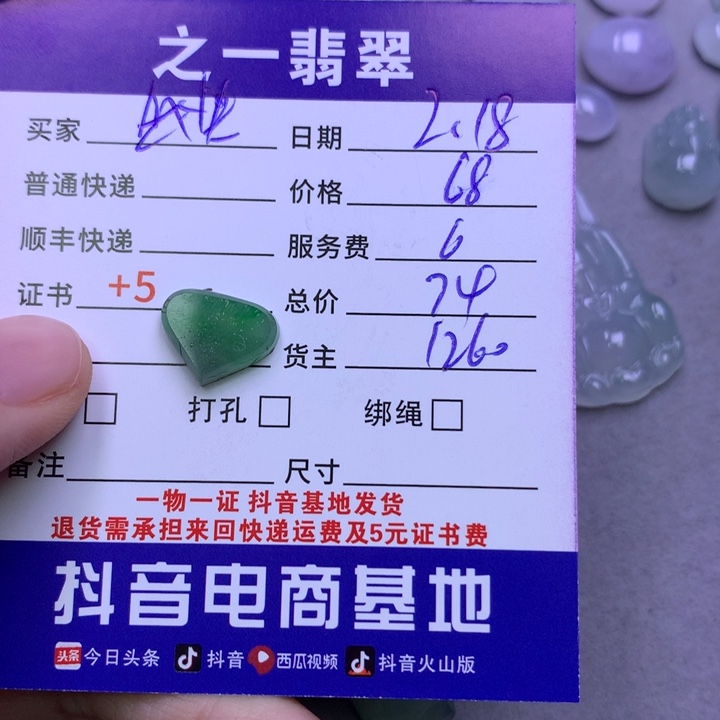 之一翡翠
买家 日期 2.18
普通快递 价格 68
顺丰快递 服务费 6
证书 +5 总价 74
货主 1260
打孔 绑绳
备注 尺寸
一物一证 抖音基地发货
退货需承担来回快递运费及5元证书费
抖音电商基地
头条 今日头条 抖音 西瓜视频 抖音火山版